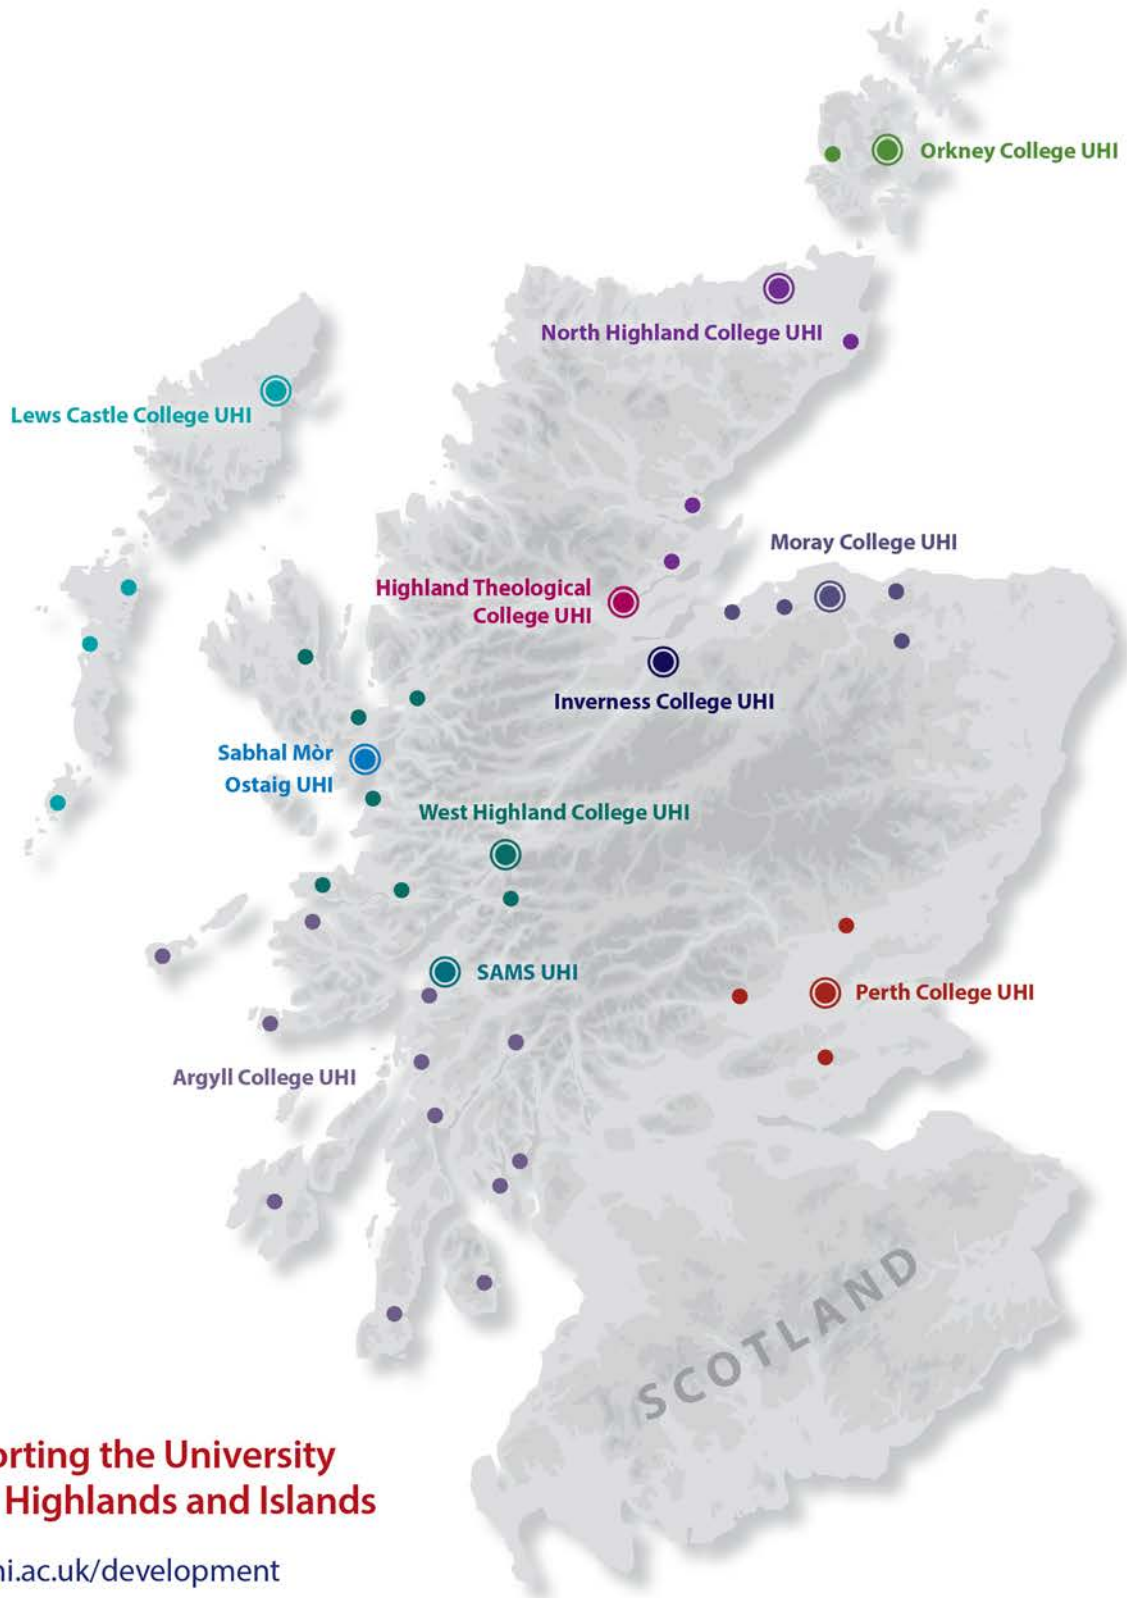 Orkney College UHI
North Highland College UHI
Lews Castle College UHI
Moray College UHI
Highland Theological
College UHI
Inverness College UHI
Sabhal Mòr
Ostaig UHI
West Highland College UHI
SAMS UHI
Perth College UHI
Argyll College UHI
SCOTLAND
orting the University
Highlands and Islands
ni.ac.uk/development